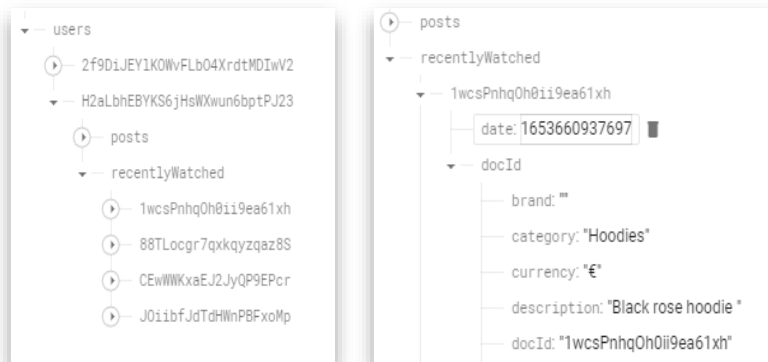 users
2f9DiJEYlKOWvFLbO4XrdtMDIwV2
H2aLbhEBYKS6jHsWXwun6bptPJ23
posts
recentlyWatched
1wcsPnhqOh0ii9ea61xh
88TLocgr7qxkqyzqaz8S
CEwWWKxaEJ2JyQP9EPcr
JOiibfJdTdHWnPBFxoMp
posts
recentlyWatched
1wcsPnhqOh0ii9ea61xh
date: 1653660937697
docId
brand: ""
category: "Hoodies"
currency: "€"
description: "Black rose hoodie "
docId: "1wcsPnhqOh0ii9ea61xh"